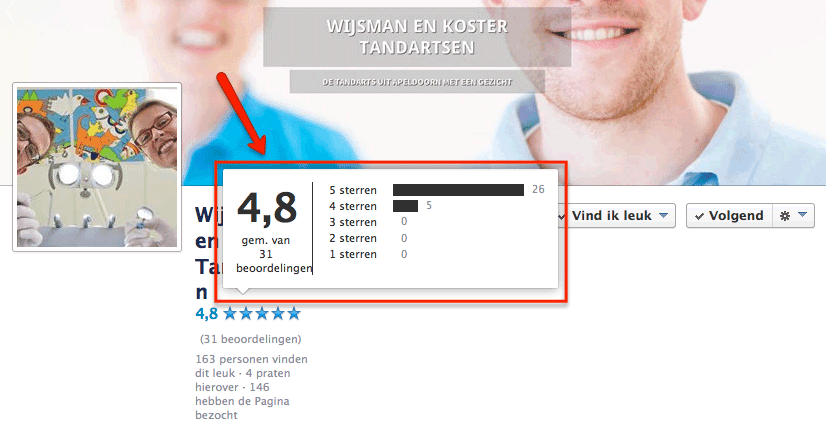 WIJSMAN EN KOSTER
TANDARTSEN
DE TANDARTS UIT APELDOORN MET EEN GEZICHT
4,8
gem. van
31
beoordelingen
5 sterren 26
4 sterren 5
3 sterren 0
2 sterren 0
1 sterren 0
Vind ik leuk
Volgend
Wij
en
Ta
n
4,8
(31 beoordelingen)
163 personen vinden
dit leuk · 4 praten
hierover · 146
hebben de Pagina
bezocht